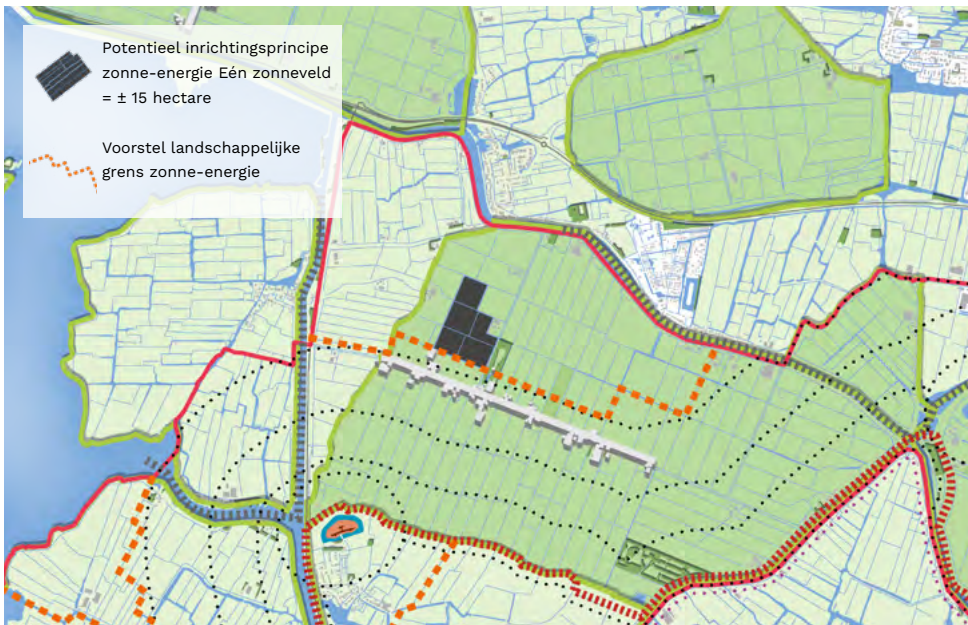 Potentieel inrichtingsprincipe
zonne-energie Eén zonneveld
= ± 15 hectare
Voorstel landschappelijke
grens zonne-energie